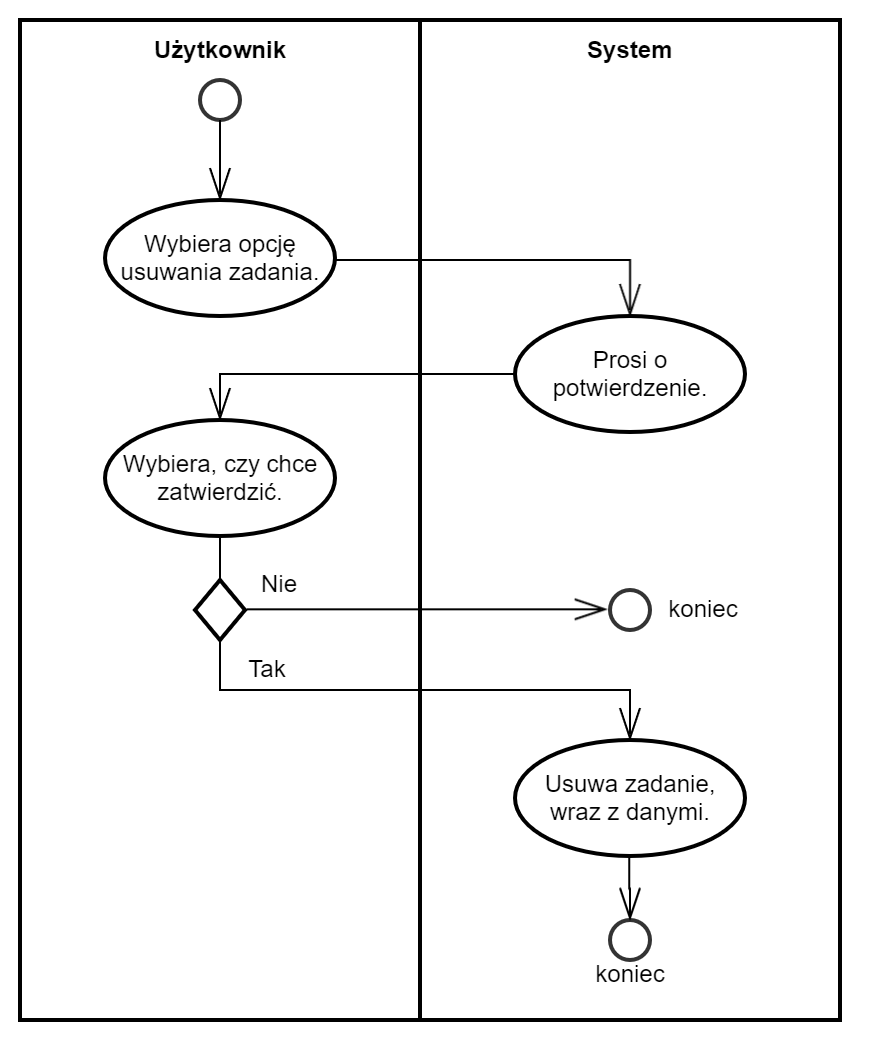 Użytkownik
System
Wybiera opcję
usuwania zadania.
Prosi o
potwierdzenie.
Wybiera, czy chce
zatwierdzić.
Nie
koniec
Tak
Usuwa zadanie,
wraz z danymi.
koniec